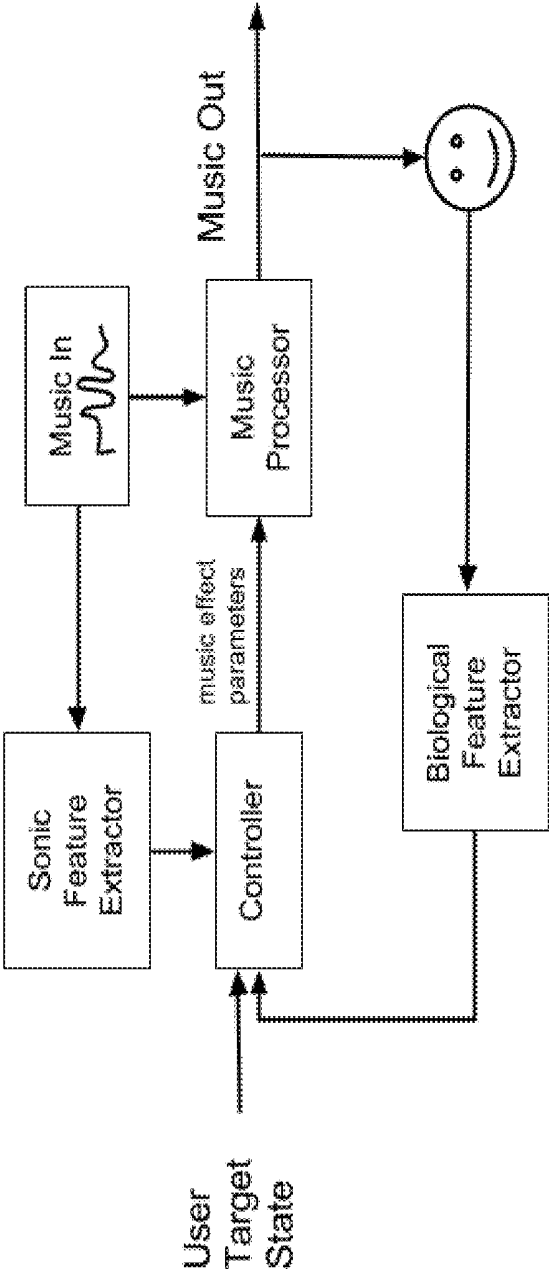 Sonic
Feature
Extractor
Music In
User
Target
State
Controller
music effect
parameters
Music
Processor
Music Out
Biological
Feature
Extractor